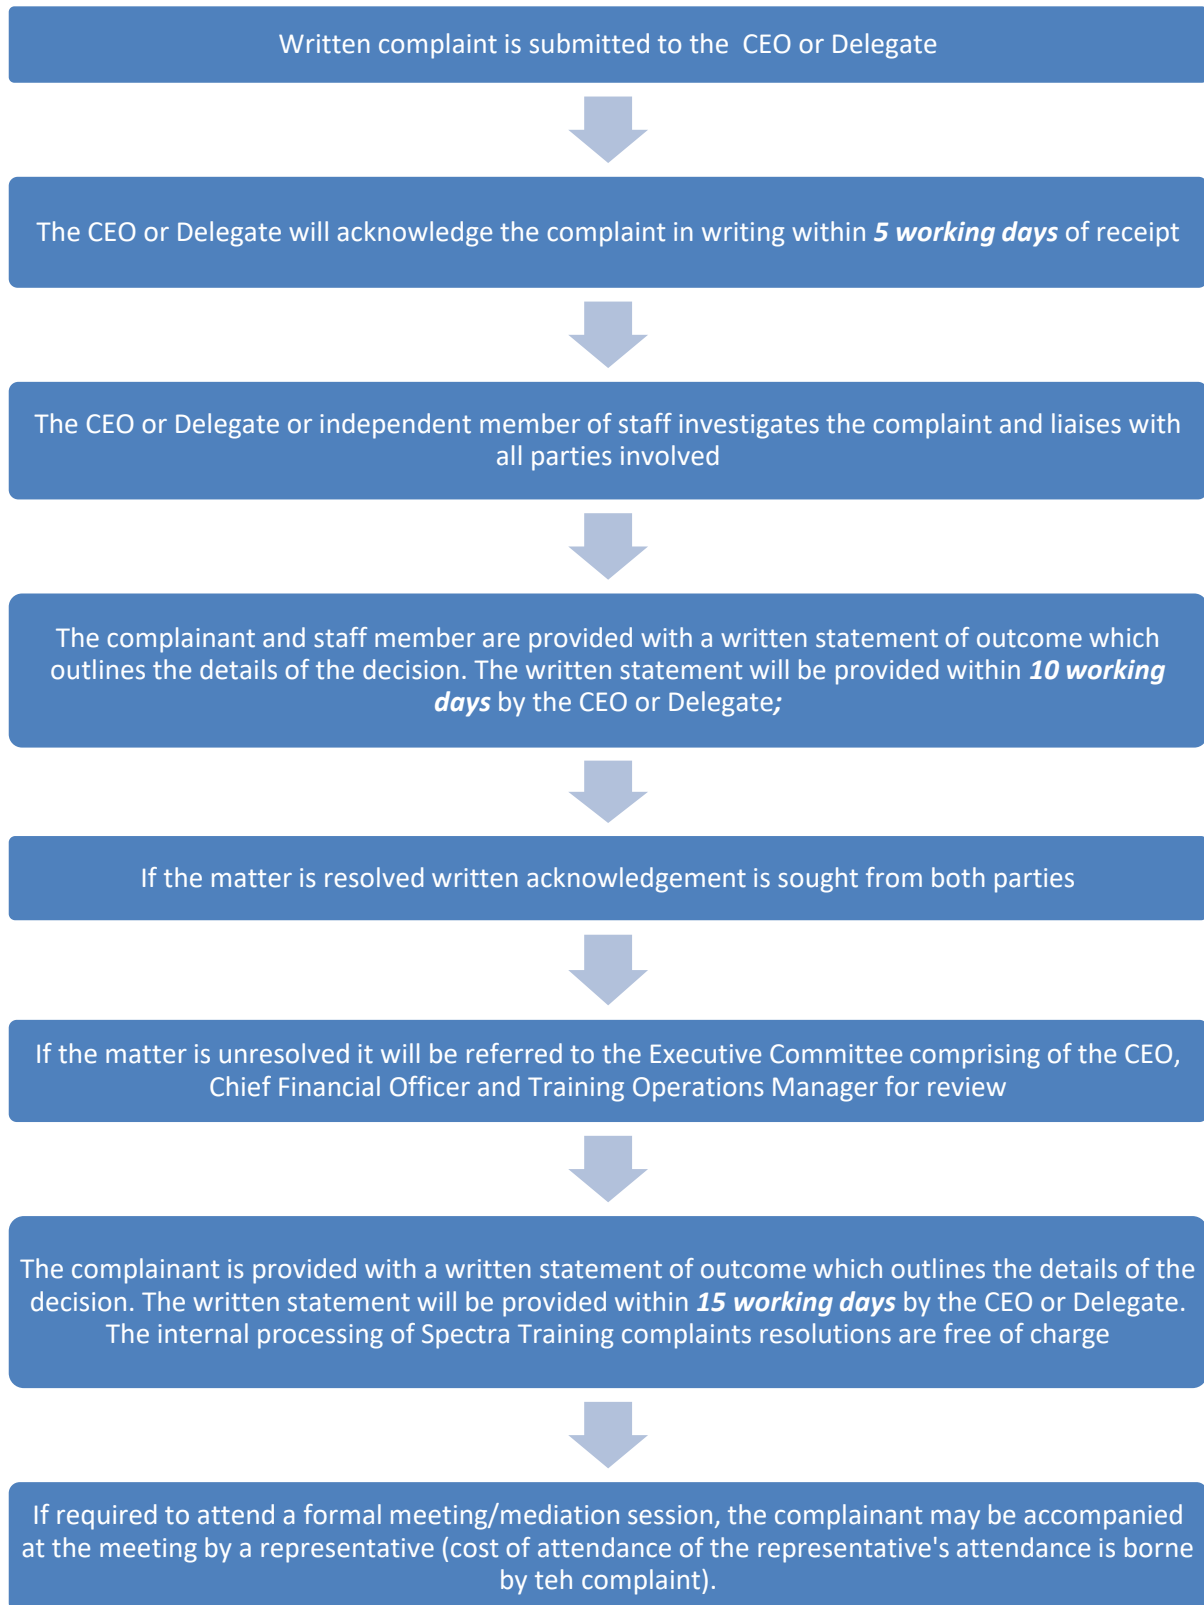 Written complaint is submitted to the  CEO or Delegate
The CEO or Delegate will acknowledge the complaint in writing within 5 working days of receipt
The CEO or Delegate or independent member of staff investigates the complaint and liaises with
all parties involved
The complainant and staff member are provided with a written statement of outcome which
outlines the details of the decision. The written statement will be provided within 10 working
days by the CEO or Delegate;
If the matter is resolved written acknowledgement is sought from both parties
If the matter is unresolved it will be referred to the Executive Committee comprising of the CEO,
Chief Financial Officer and Training Operations Manager for review
The complainant is provided with a written statement of outcome which outlines the details of the
decision. The written statement will be provided within 15 working days by the CEO or Delegate.
The internal processing of Spectra Training complaints resolutions are free of charge
If required to attend a formal meeting/mediation session, the complainant may be accompanied
at the meeting by a representative (cost of attendance of the representative's attendance is borne
by teh complaint).